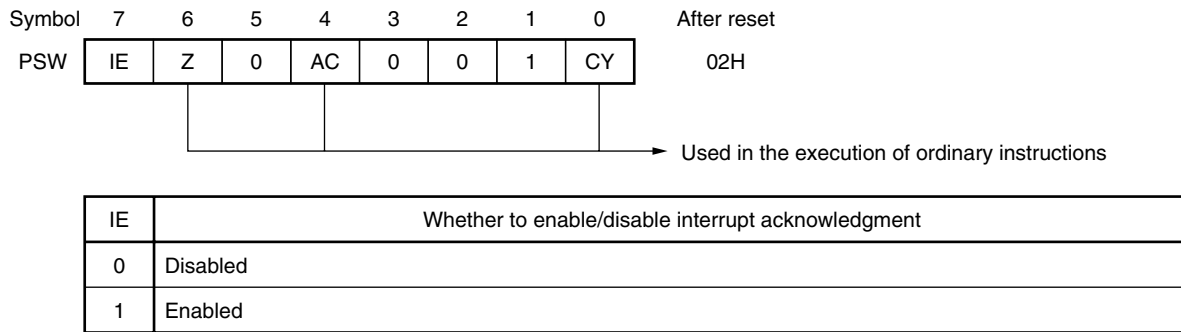 Symbol 7 6 5 4 3 2 1 0 After reset
PSW IE Z 0 AC 0 0 1 CY 02H
Used in the execution of ordinary instructions
IE Whether to enable/disable interrupt acknowledgment
0 Disabled
1 Enabled